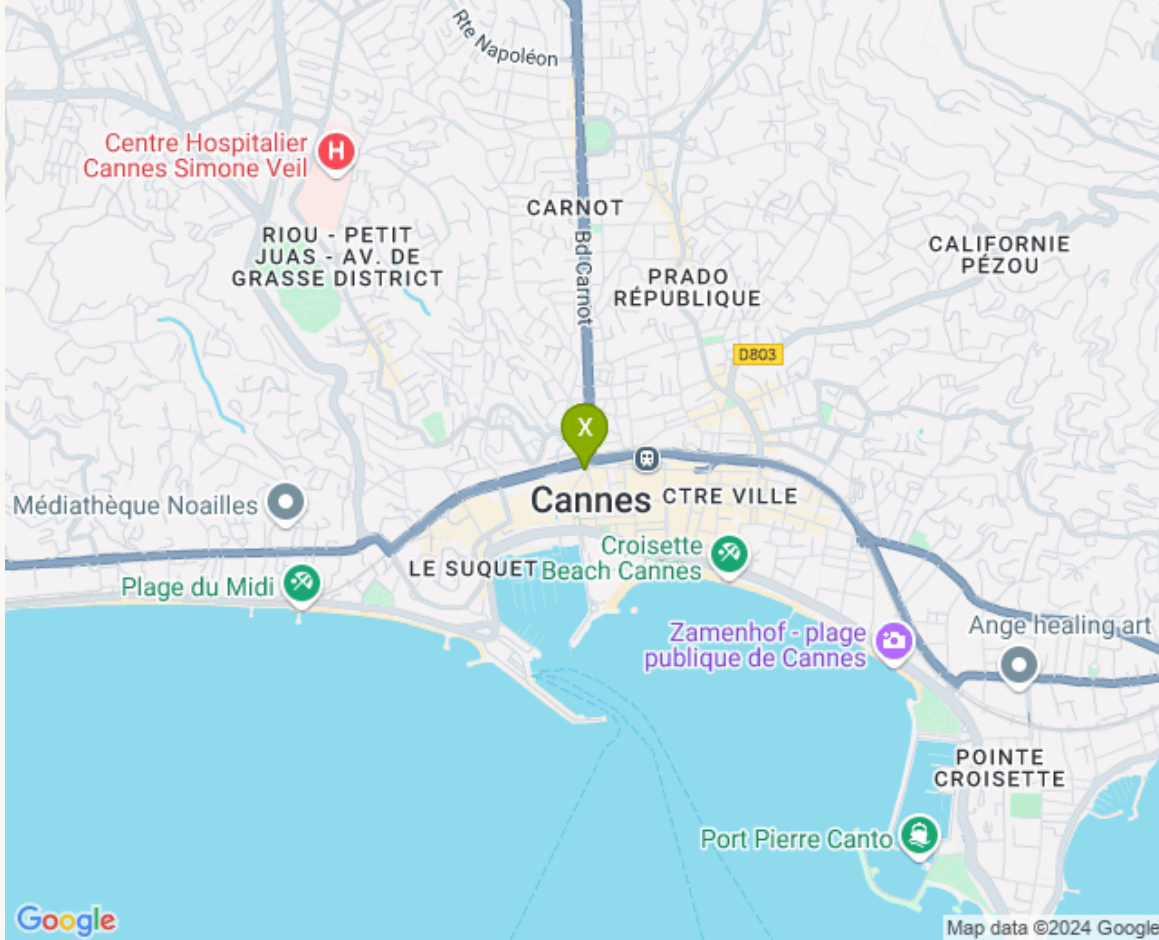 Rte Napoléon
Centre Hospitalier
Cannes Simone Veil
H
CARNOT
RIOU - PETIT
JUAS - AV. DE
GRASSE DISTRICT
Bd Carnot
CALIFORNIE
PÉZOU
PRADO
RÉPUBLIQUE
D803
X
Cannes
CTRE VILLE
Médiathèque Noailles
LE SUQUET
Croisette
Beach Cannes
Plage du Midi
Zamenhof - plage
publique de Cannes
Ange healing art
POINTE
CROISETTE
Port Pierre Canto
Google
Map data ©2024 Google